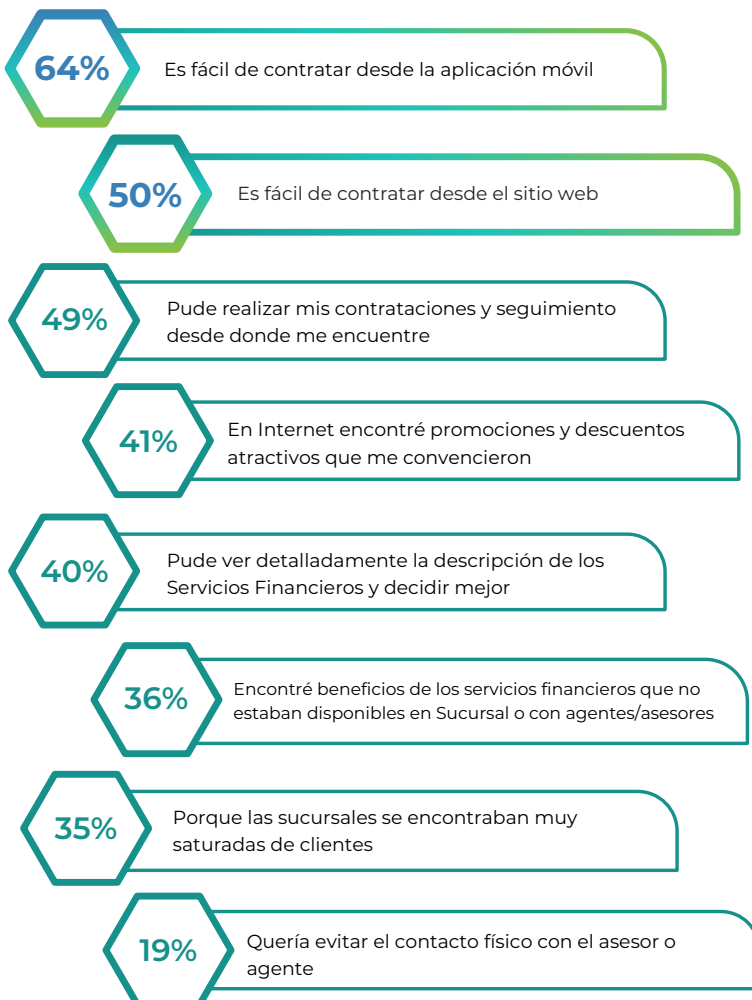 64%
Es fácil de contratar desde la aplicación móvil
50%
Es fácil de contratar desde el sitio web
49%
Pude realizar mis contrataciones y seguimiento
desde donde me encuentre
41%
En Internet encontré promociones y descuentos
atractivos que me convencieron
40%
Pude ver detalladamente la descripción de los
Servicios Financieros y decidir mejor
36%
Encontré beneficios de los servicios financieros que no
estaban disponibles en Sucursal o con agentes/asesores
35%
Porque las sucursales se encontraban muy
saturadas de clientes
19%
Quería evitar el contacto físico con el asesor o
agente